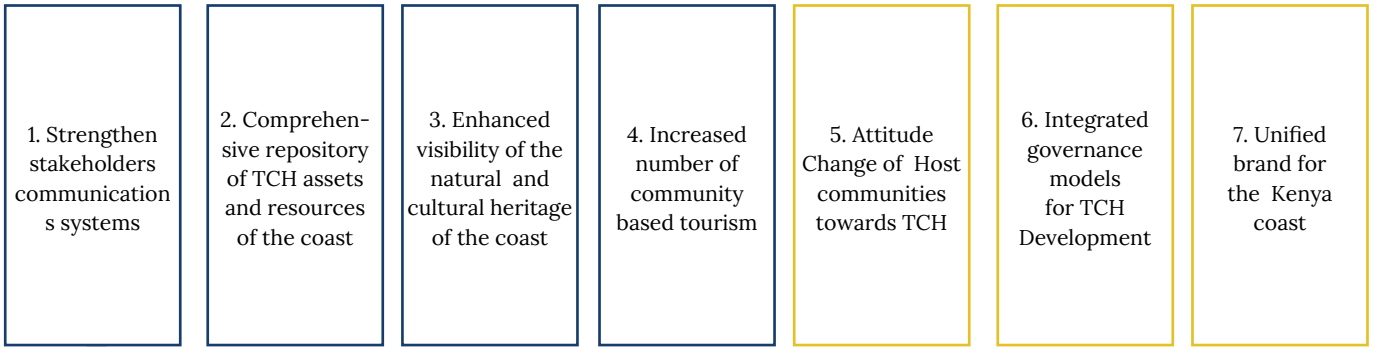 1. Strengthen
stakeholders
communication
s systems
2. Comprehen-
sive repository
of TCH assets
and resources
of the coast
3. Enhanced
visibility of the
natural  and
cultural heritage
of the coast
4. Increased
number of
community
based tourism
5. Attitude
Change of  Host
communities
towards TCH
6. Integrated
governance
models
for TCH
Development
7. Unified
brand for
the  Kenya
coast